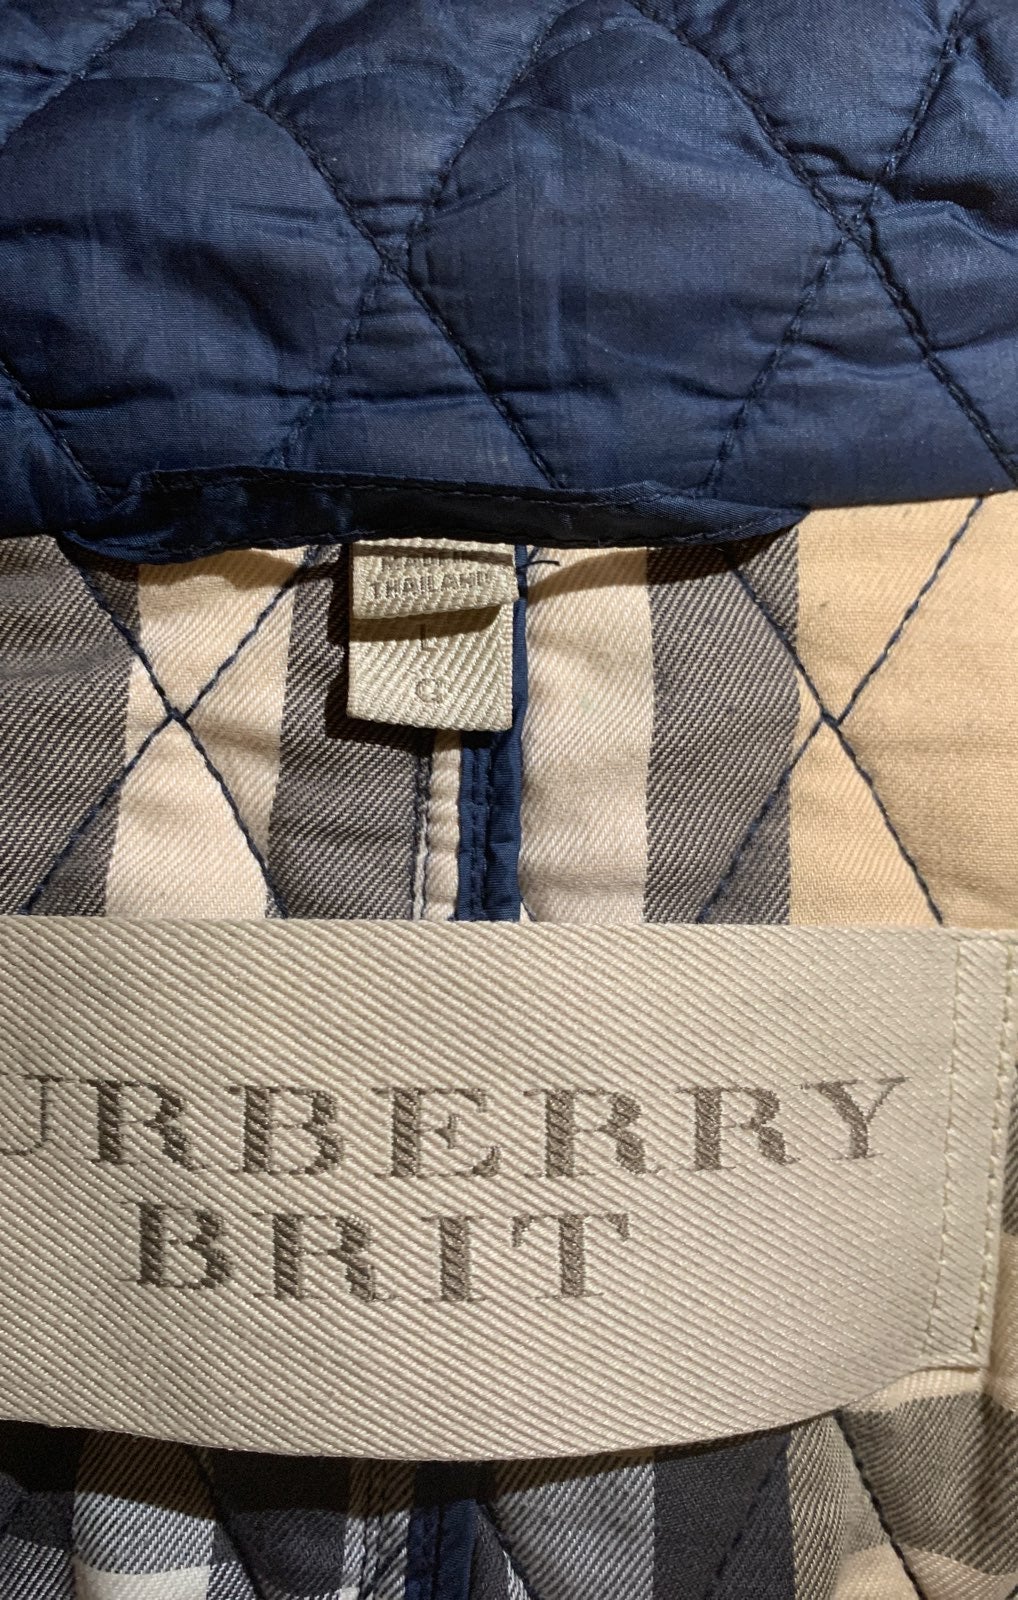 MADE IN
THAILAND
L
G
URBERRY
BRIT